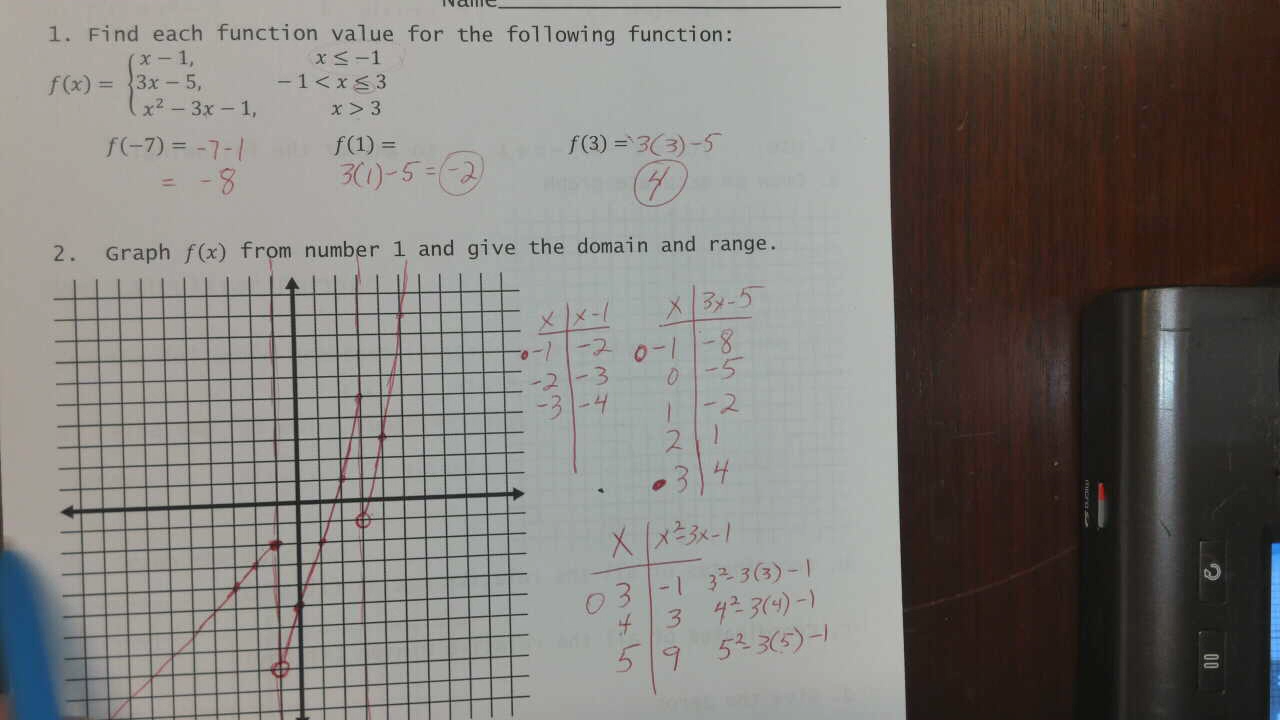 Name
1. Find each function value for the following function:
f(x) = { x − 1, x ≤ −1
3x − 5, − 1 < x ≤ 3
x² − 3x − 1, x > 3
f(−7) = -7-1 f(1) = f(3) = 3(3)-5
= -8 3(1)-5 = -2 4
2. Graph f(x) from number 1 and give the domain and range.
x x-1
-1 -2
-2 -3
-3 -4
x 3x-5
-1 -8
0 -5
1 -2
2 1
3 4
x x²-3x-1
3 -1 3²-3(3)-1
4 3 4²-3(4)-1
5 9 5²-3(5)-1
micro